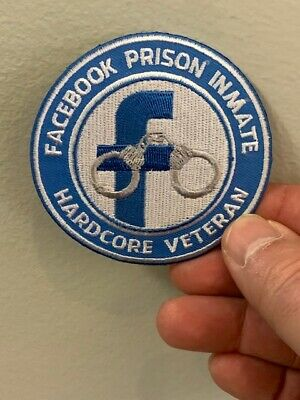 FACEBOOK PRISON INMATE
f
HARDCORE VETERAN